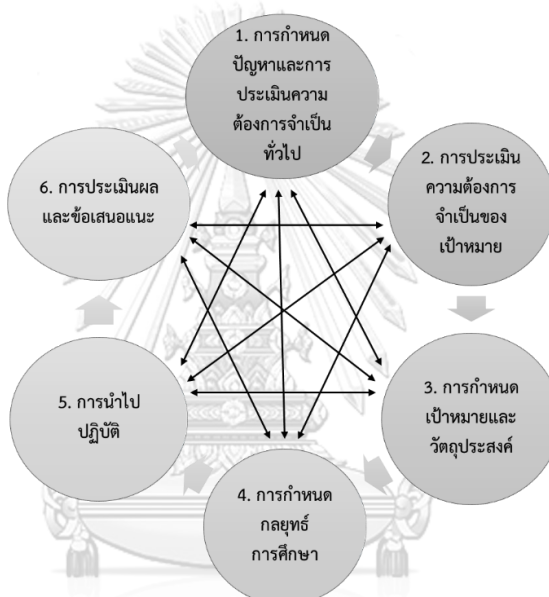 1. การกำหนด
ปัญหาและการ
ประเมินความ
ต้องการจำเป็น
ทั่วไป
2. การประเมิน
ความต้องการ
จำเป็นของ
เป้าหมาย
3. การกำหนด
เป้าหมายและ
วัตถุประสงค์
4. การกำหนด
กลยุทธ์
การศึกษา
5. การนำไป
ปฏิบัติ
6. การประเมินผล
และข้อเสนอแนะ